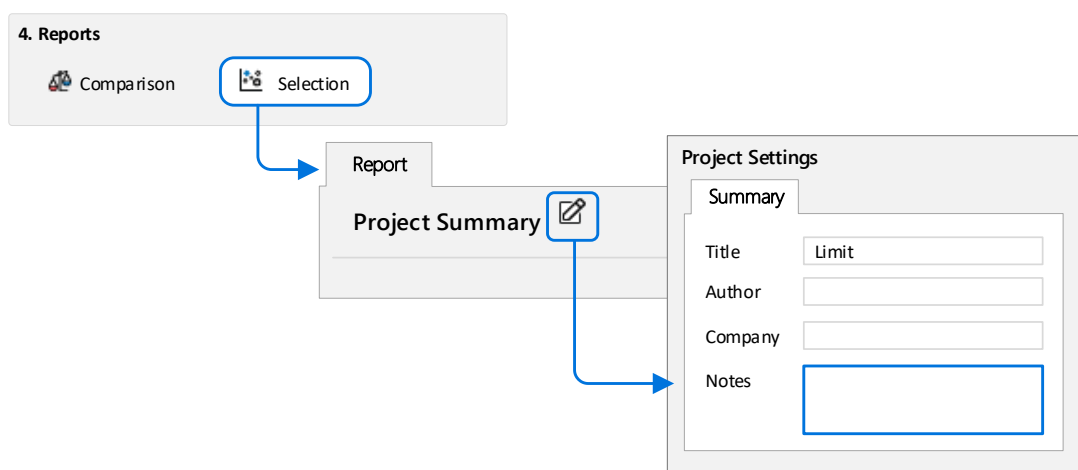 4. Reports
Comparison
Selection
Report
Project Summary
Project Settings
Summary
Title
Limit
Author
Company
Notes